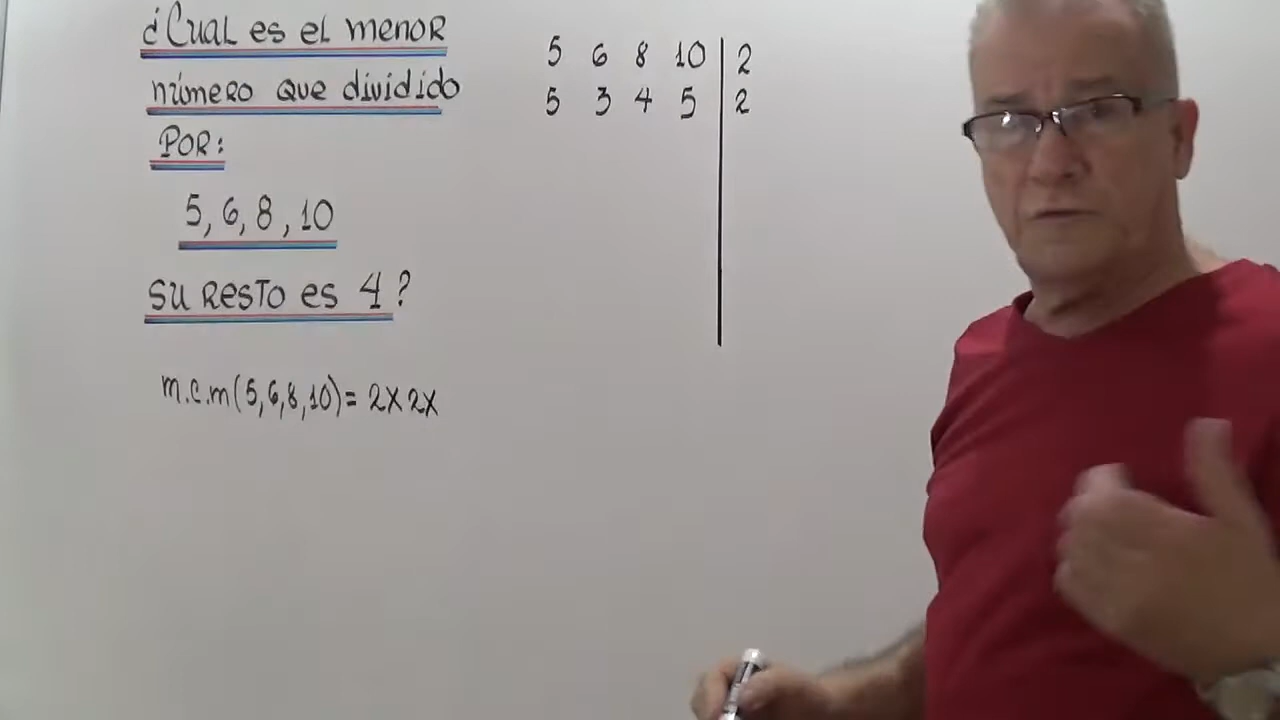 ¿Cual es el menor
número que dividido
POR:
5, 6, 8, 10
su resto es 4?
m.c.m(5,6,8,10)= 2x2x
5 6 8 10 | 2
5 3 4 5 | 2